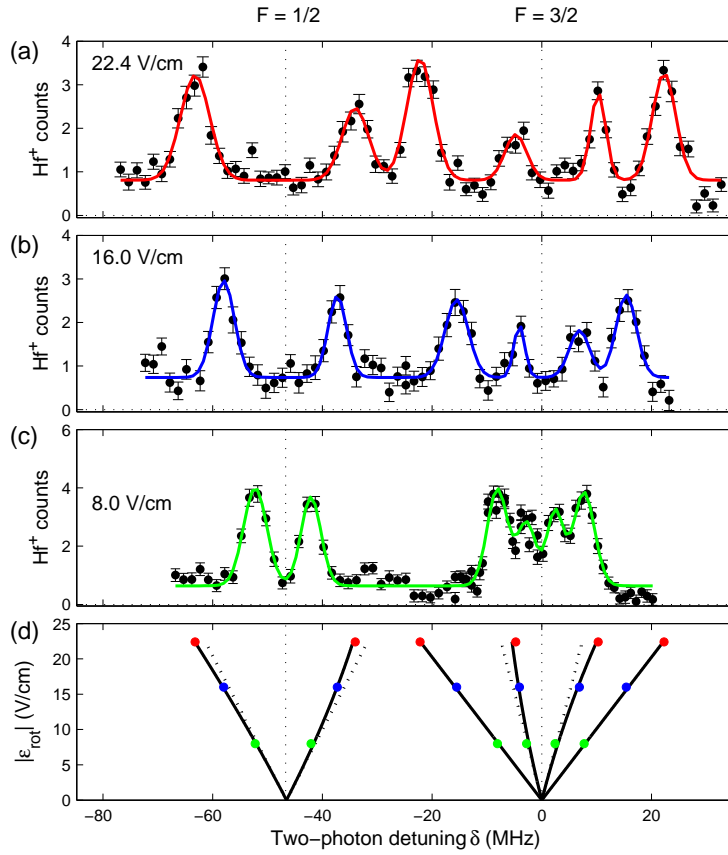 F = 1/2 F = 3/2
(a)
22.4 V/cm
Hf+ counts
4
3
2
1
0
(b)
16.0 V/cm
Hf+ counts
4
3
2
1
0
(c)
8.0 V/cm
Hf+ counts
6
4
2
0
(d)
|εrot| (V/cm)
25
20
15
10
5
0
−80 −60 −40 −20 0 20
Two−photon detuning δ (MHz)